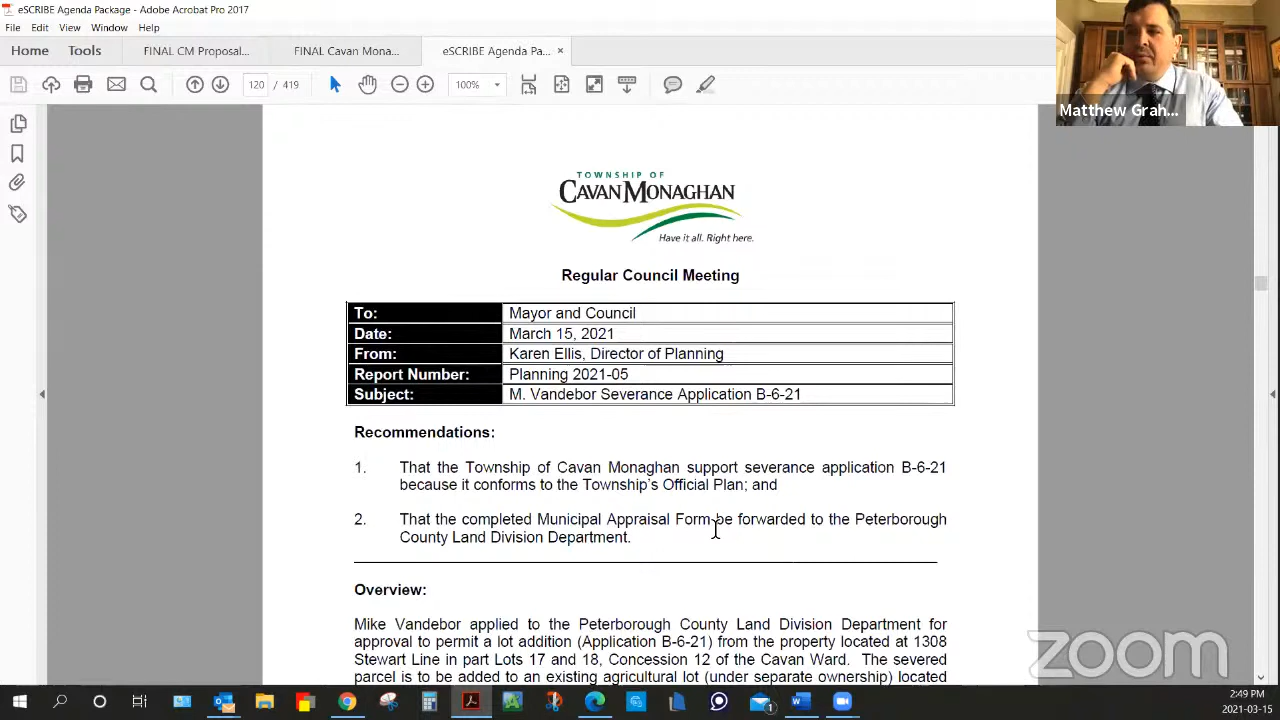 eSCRIBE Agenda Package - Adobe Acrobat Pro 2017
File Edit View Window Help
Home Tools FINAL CM Proposal... FINAL Cavan Mona... eSCRIBE Agenda Pa... ×
120 / 419 100%
Matthew Grah...
TOWNSHIP OF
CAVAN MONAGHAN
Have it all. Right here.
Regular Council Meeting
To: Mayor and Council
Date: March 15, 2021
From: Karen Ellis, Director of Planning
Report Number: Planning 2021-05
Subject: M. Vandebor Severance Application B-6-21
Recommendations:
1. That the Township of Cavan Monaghan support severance application B-6-21
because it conforms to the Township's Official Plan; and
2. That the completed Municipal Appraisal Form be forwarded to the Peterborough
County Land Division Department.
Overview:
Mike Vandebor applied to the Peterborough County Land Division Department for
approval to permit a lot addition (Application B-6-21) from the property located at 1308
Stewart Line in part Lots 17 and 18, Concession 12 of the Cavan Ward. The severed
parcel is to be added to an existing agricultural lot (under separate ownership) located
zoom
2:49 PM
2021-03-15